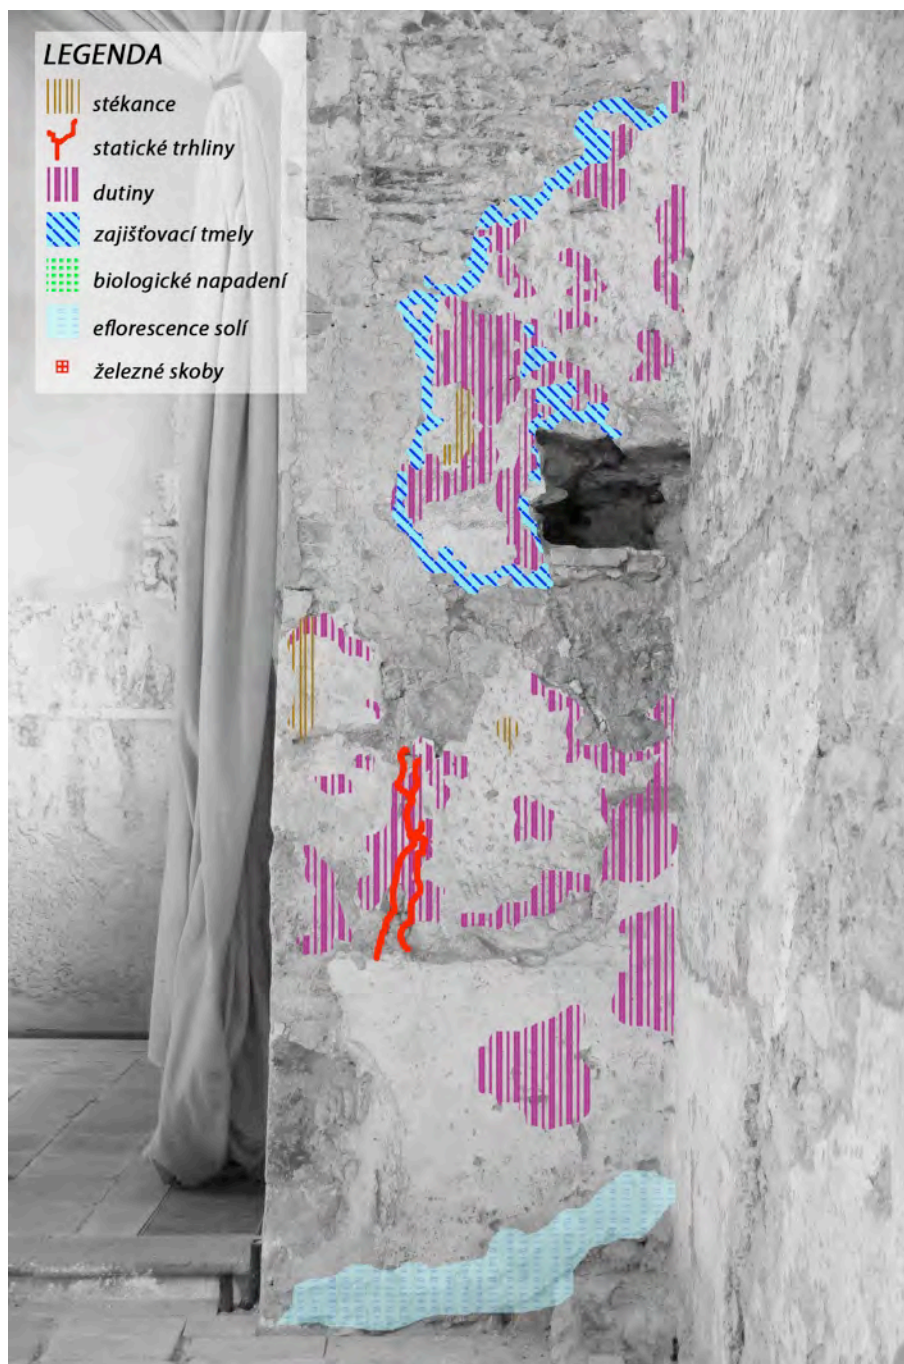 LEGENDA
stékance
statické trhliny
dutiny
zajišťovací tmely
biologické napadení
eflorescence solí
železné skoby